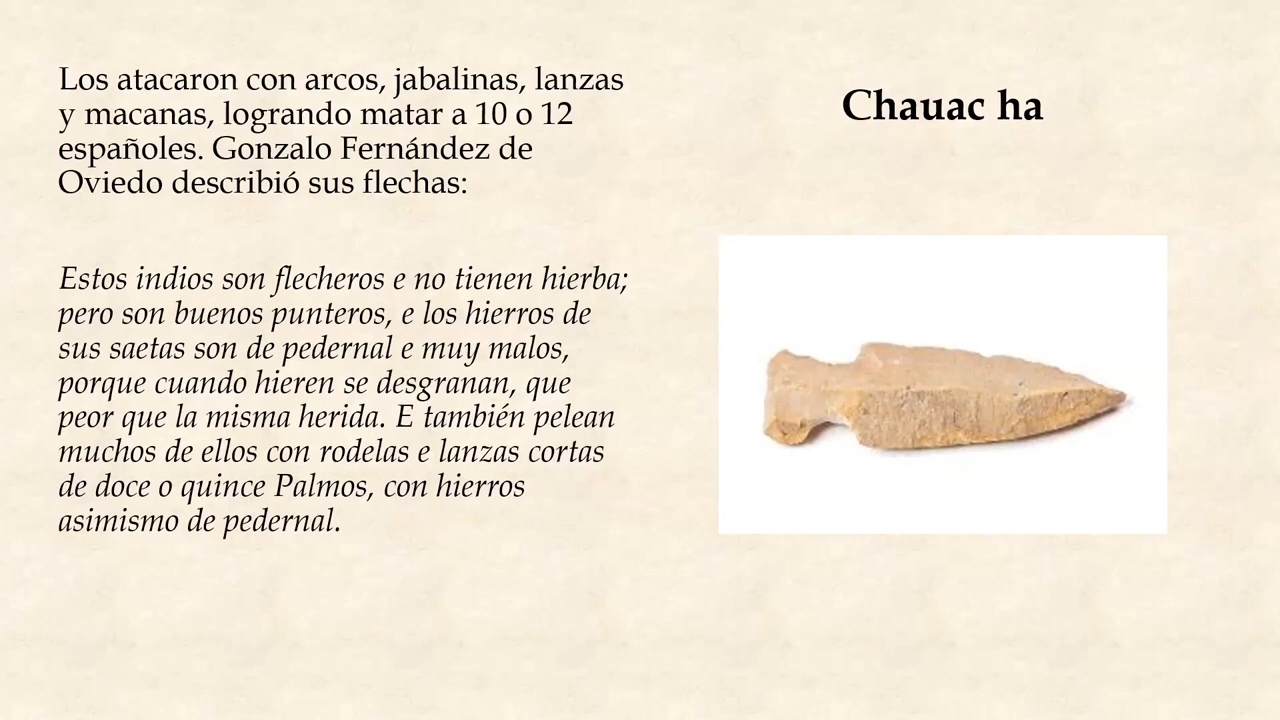 Los atacaron con arcos, jabalinas, lanzas
y macanas, logrando matar a 10 o 12
españoles. Gonzalo Fernández de
Oviedo describió sus flechas:
Estos indios son flecheros e no tienen hierba;
pero son buenos punteros, e los hierros de
sus saetas son de pedernal e muy malos,
porque cuando hieren se desgranan, que
peor que la misma herida. E también pelean
muchos de ellos con rodelas e lanzas cortas
de doce o quince Palmos, con hierros
asimismo de pedernal.
Chauac ha